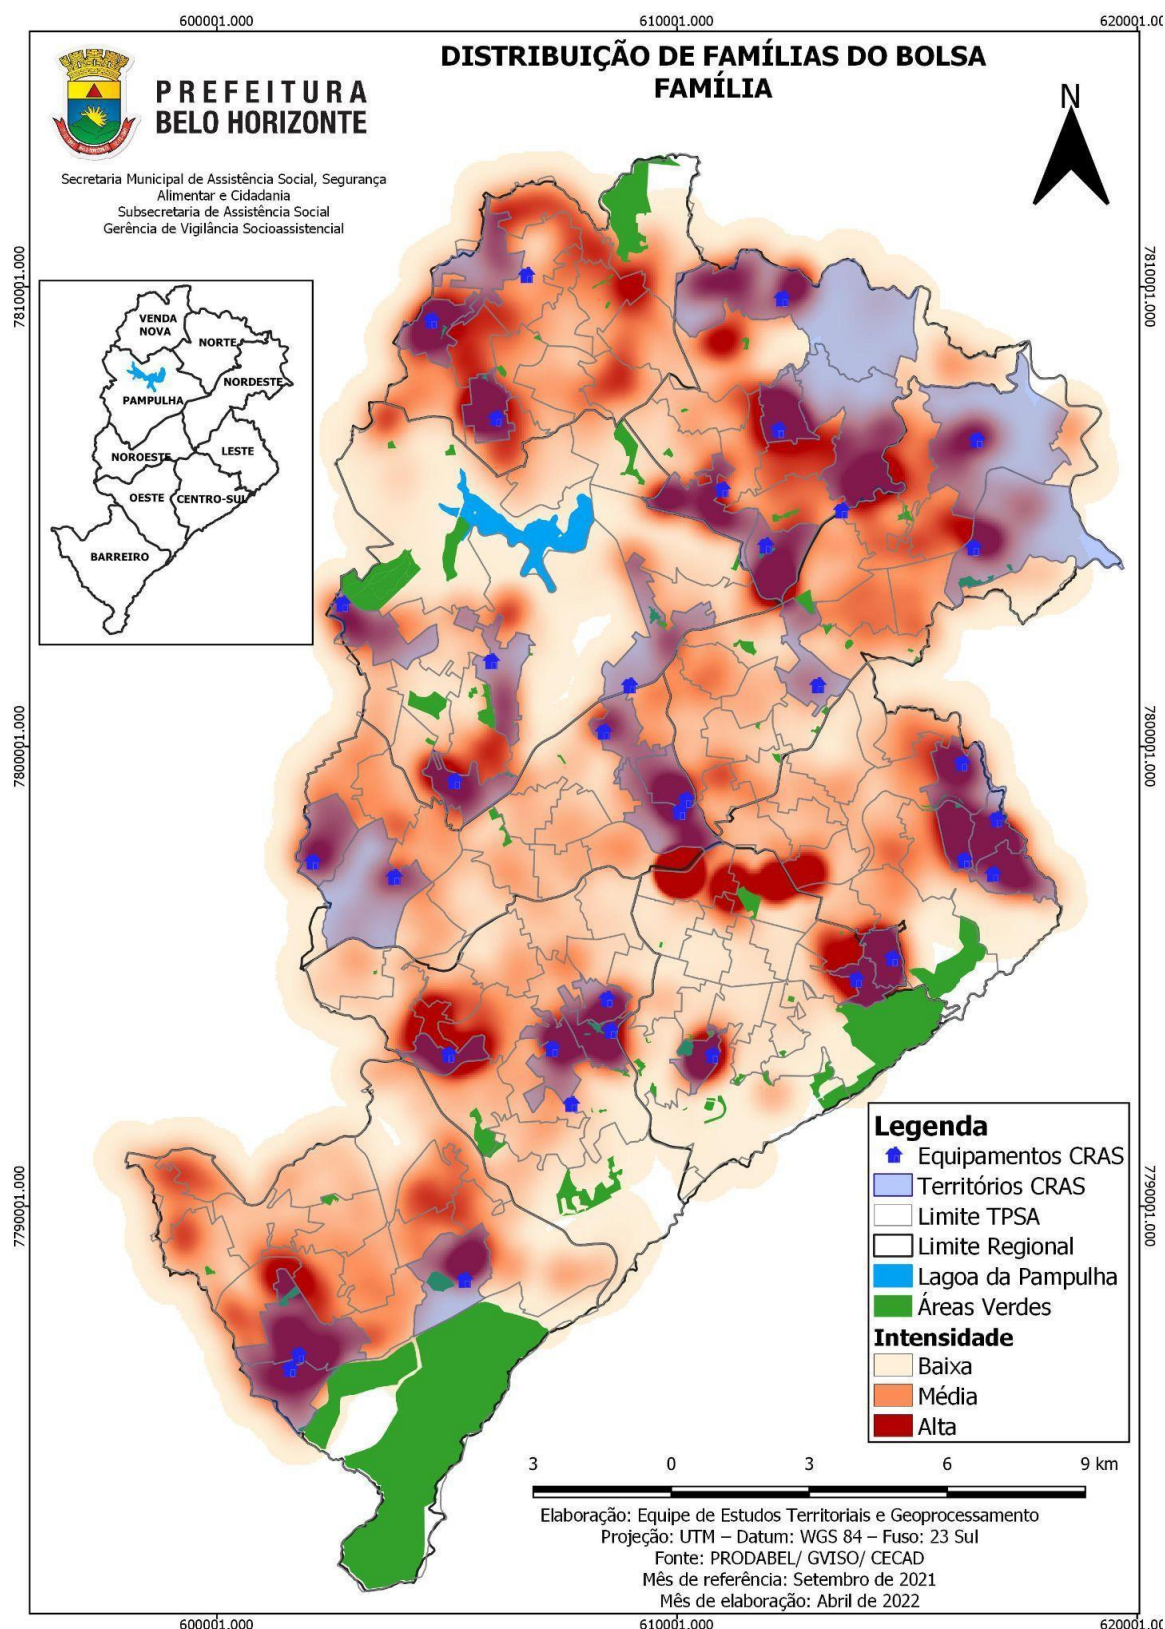 600001.000
610001.000
620001.000
DISTRIBUIÇÃO DE FAMÍLIAS DO BOLSA
FAMÍLIA
PREFEITURA
BELO HORIZONTE
N
Secretaria Municipal de Assistência Social, Segurança
Alimentar e Cidadania
Subsecretaria de Assistência Social
Gerência de Vigilância Socioassistencial
7810001.000
7810001.000
VENDA
NOVA
NORTE
NORDESTE
PAMPULHA
NOROESTE
LESTE
OESTE
CENTRO-SUL
BARREIRO
7800001.000
7800001.000
7790001.000
7790001.000
Legenda
Equipamentos CRAS
Territórios CRAS
Limite TPSA
Limite Regional
Lagoa da Pampulha
Áreas Verdes
Intensidade
Baixa
Média
Alta
3 0 3 6 9 km
Elaboração: Equipe de Estudos Territoriais e Geoprocessamento
Projeção: UTM – Datum: WGS 84 – Fuso: 23 Sul
Fonte: PRODABEL/ GVISO/ CECAD
Mês de referência: Setembro de 2021
Mês de elaboração: Abril de 2022
600001.000
610001.000